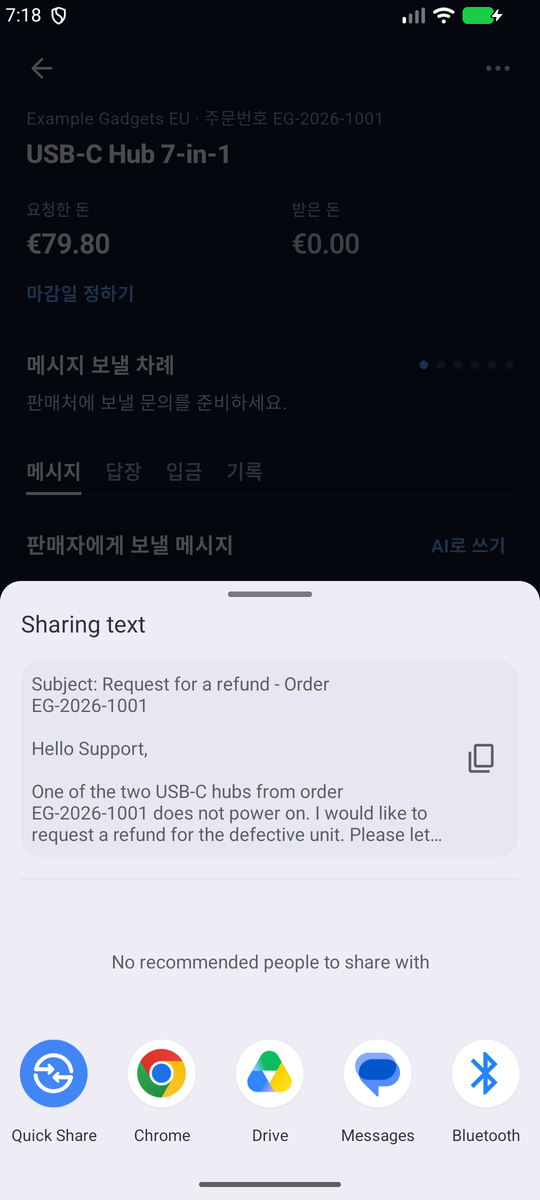 7:18
Example Gadgets EU · 주문번호 EG-2026-1001
USB-C Hub 7-in-1
요청한 돈
받은 돈
€79.80
€0.00
마감일 정하기
메시지 보낼 차례
판매처에 보낼 문의를 준비하세요.
메시지 답장 입금 기록
판매자에게 보낼 메시지
AI로 쓰기
Sharing text
Subject: Request for a refund - Order
EG-2026-1001
Hello Support,
One of the two USB-C hubs from order
EG-2026-1001 does not power on. I would like to
request a refund for the defective unit. Please let…
No recommended people to share with
Quick Share
Chrome
Drive
Messages
Bluetooth